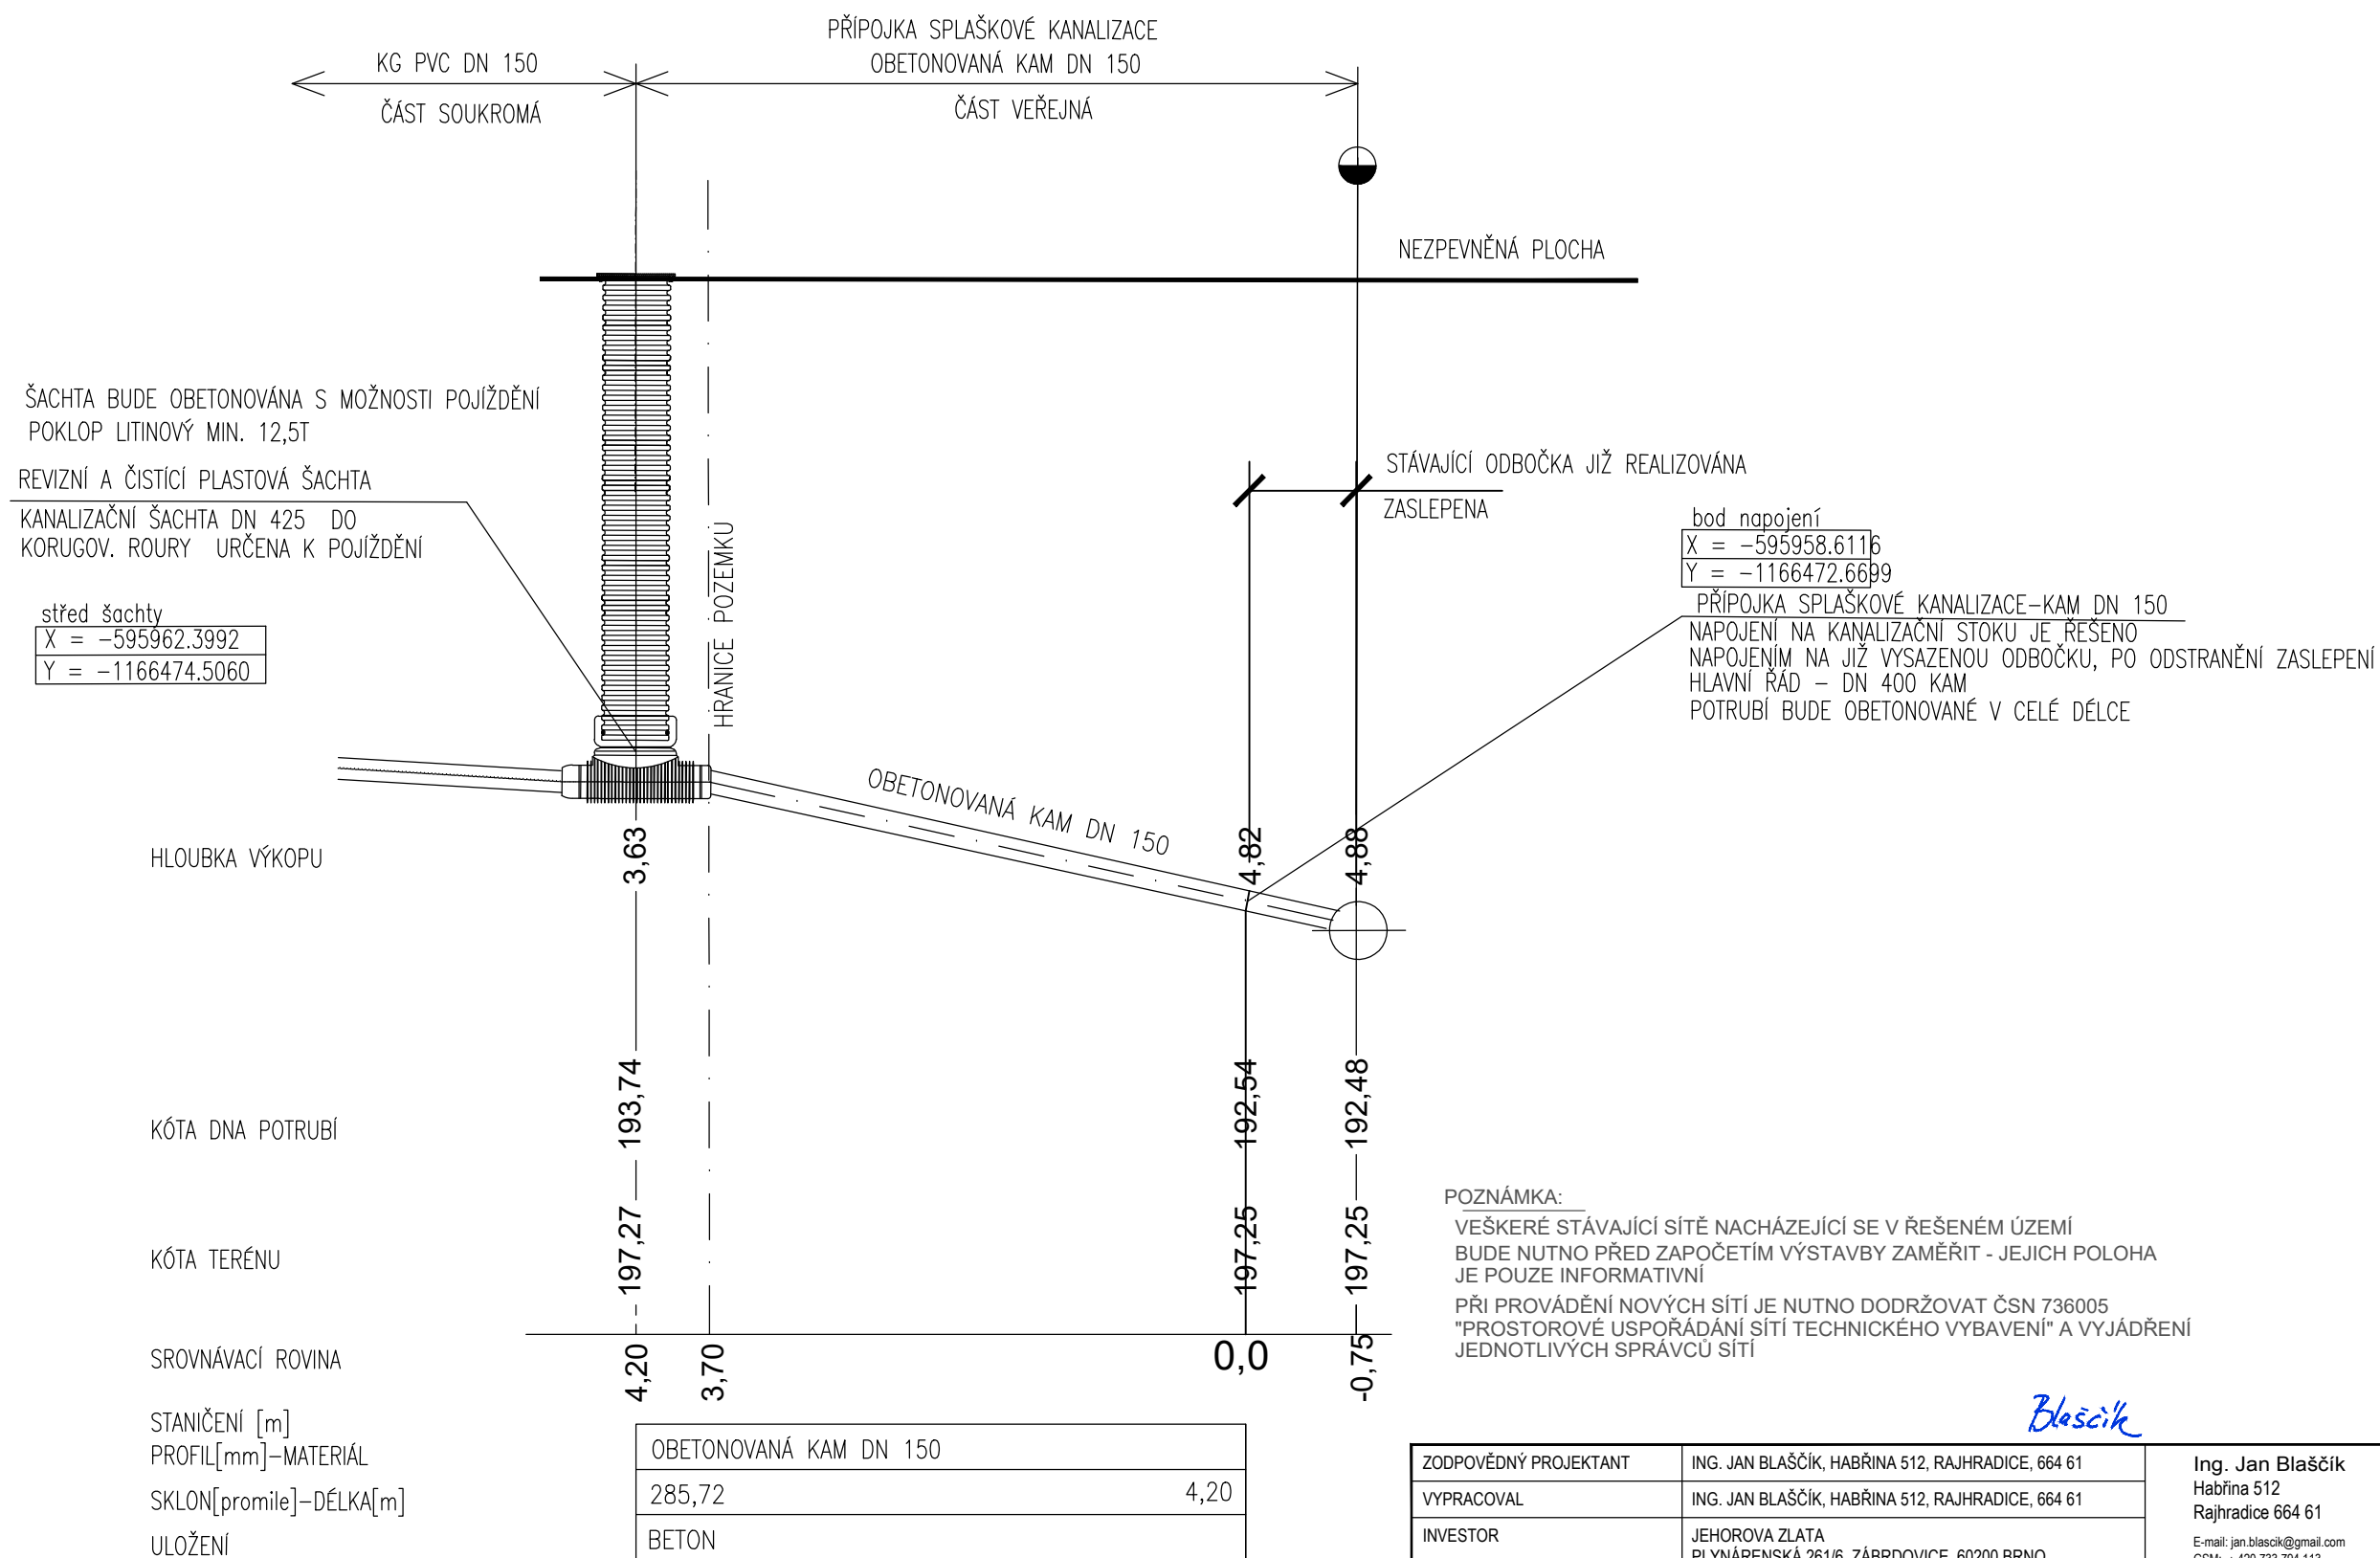 PŘÍPOJKA SPLAŠKOVÉ KANALIZACE
KG PVC DN 150
OBETONOVANÁ KAM DN 150
ČÁST SOUKROMÁ
ČÁST VEŘEJNÁ
NEZPEVNĚNÁ PLOCHA
ŠACHTA BUDE OBETONOVÁNA S MOŽNOSTI POJÍŽDĚNÍ
POKLOP LITINOVÝ MIN. 12,5T
REVIZNÍ A ČISTÍCÍ PLASTOVÁ ŠACHTA
KANALIZAČNÍ ŠACHTA DN 425 DO
KORUGOV. ROURY URČENA K POJÍŽDĚNÍ
střed šachty
X = -595962.3992
Y = -1166474.5060
HRANICE POZEMKU
STÁVAJÍCÍ ODBOČKA JIŽ REALIZOVÁNA
ZASLEPENA
bod napojení
X = -595958.6116
Y = -1166472.6699
PŘÍPOJKA SPLAŠKOVÉ KANALIZACE-KAM DN 150
NAPOJENÍ NA KANALIZAČNÍ STOKU JE ŘEŠENO
NAPOJENÍM NA JIŽ VYSAZENOU ODBOČKU, PO ODSTRANĚNÍ ZASLEPENÍ
HLAVNÍ ŘÁD - DN 400 KAM
POTRUBÍ BUDE OBETONOVANÉ V CELÉ DÉLCE
OBETONOVANÁ KAM DN 150
HLOUBKA VÝKOPU
3,63
4,82
4,88
KÓTA DNA POTRUBÍ
193,74
192,54
192,48
KÓTA TERÉNU
197,27
197,25
197,25
SROVNÁVACÍ ROVINA
4,20
3,70
0,0
-0,75
POZNÁMKA:
VEŠKERÉ STÁVAJÍCÍ SÍTĚ NACHÁZEJÍCÍ SE V ŘEŠENÉM ÚZEMÍ
BUDE NUTNO PŘED ZAPOČETÍM VÝSTAVBY ZAMĚŘIT - JEJICH POLOHA
JE POUZE INFORMATIVNÍ
PŘI PROVÁDĚNÍ NOVÝCH SÍTÍ JE NUTNO DODRŽOVAT ČSN 736005
"PROSTOROVÉ USPOŘÁDÁNÍ SÍTÍ TECHNICKÉHO VYBAVENÍ" A VYJÁDŘENÍ
JEDNOTLIVÝCH SPRÁVCŮ SÍTÍ
STANIČENÍ [m]
PROFIL[mm]-MATERIÁL
OBETONOVANÁ KAM DN 150
SKLON[promile]-DÉLKA[m]
285,72 4,20
ULOŽENÍ
BETON
Blaščík
ZODPOVĚDNÝ PROJEKTANT ING. JAN BLAŠČÍK, HABŘINA 512, RAJHRADICE, 664 61
VYPRACOVAL ING. JAN BLAŠČÍK, HABŘINA 512, RAJHRADICE, 664 61
INVESTOR JEHOROVA ZLATA
PLYNÁRENSKÁ 261/6, ZÁBRDOVICE, 60200 BRNO
Ing. Jan Blaščík
Habřina 512
Rajhradice 664 61
E-mail: jan.blascik@gmail.com